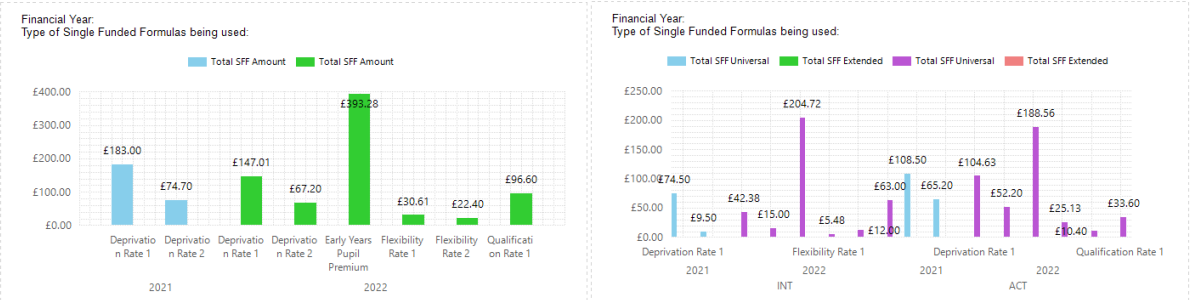 Financial Year:
Type of Single Funded Formulas being used:
Total SFF Amount Total SFF Amount
£400.00
£300.00
£200.00
£100.00
£0.00
£183.00
£74.70
£147.01
£67.20
£393.28
£30.61
£22.40
£96.60
Deprivatio
n Rate 1
Deprivatio
n Rate 2
Deprivatio
n Rate 1
Deprivatio
n Rate 2
Early Years
Pupil
Premium
Flexibility
Rate 1
Flexibility
Rate 2
Qualificati
on Rate 1
2021 2022
Financial Year:
Type of Single Funded Formulas being used:
Total SFF Universal Total SFF Extended Total SFF Universal Total SFF Extended
£250.00
£200.00
£150.00
£100.00
£50.00
£0.00
£74.50
£9.50
£42.38
£15.00
£204.72
£5.48
£12.00
£63.00
£108.50
£65.20
£104.63
£52.20
£188.56
£25.13
£10.40
£33.60
Deprivation Rate 1 Flexibility Rate 1 Deprivation Rate 1 Qualification Rate 1
2021 2022 2021 2022
INT ACT